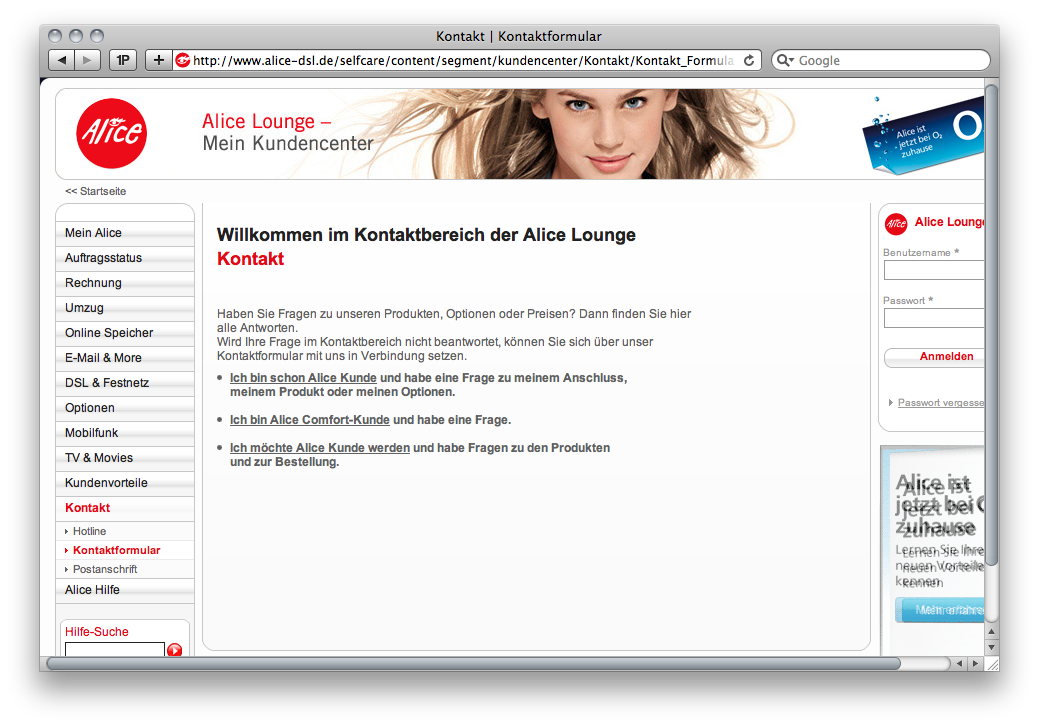 Kontakt | Kontaktformular
1P
+
http://www.alice-dsl.de/selfcare/content/segment/kundencenter/Kontakt/Kontakt_Formula
Google
Alice
Alice Lounge –
Mein Kundencenter
Alice ist
jetzt bei O₂
zuhause
O
<< Startseite
Mein Alice
Auftragsstatus
Rechnung
Umzug
Online Speicher
E-Mail & More
DSL & Festnetz
Optionen
Mobilfunk
TV & Movies
Kundenvorteile
Kontakt
Hotline
Kontaktformular
Postanschrift
Alice Hilfe
Hilfe-Suche
Willkommen im Kontaktbereich der Alice Lounge
Kontakt
Haben Sie Fragen zu unseren Produkten, Optionen oder Preisen? Dann finden Sie hier
alle Antworten.
Wird Ihre Frage im Kontaktbereich nicht beantwortet, können Sie sich über unser
Kontaktformular mit uns in Verbindung setzen.
• Ich bin schon Alice Kunde und habe eine Frage zu meinem Anschluss,
meinem Produkt oder meinen Optionen.
• Ich bin Alice Comfort-Kunde und habe eine Frage.
• Ich möchte Alice Kunde werden und habe Fragen zu den Produkten
und zur Bestellung.
Alice
Alice Lounge
Benutzername *
Passwort *
Anmelden
Passwort vergesse
Alice ist
jetzt bei O
zuhause
Lernen Sie Ihre
neuen Vorteile
kennen
Mehr erfahre